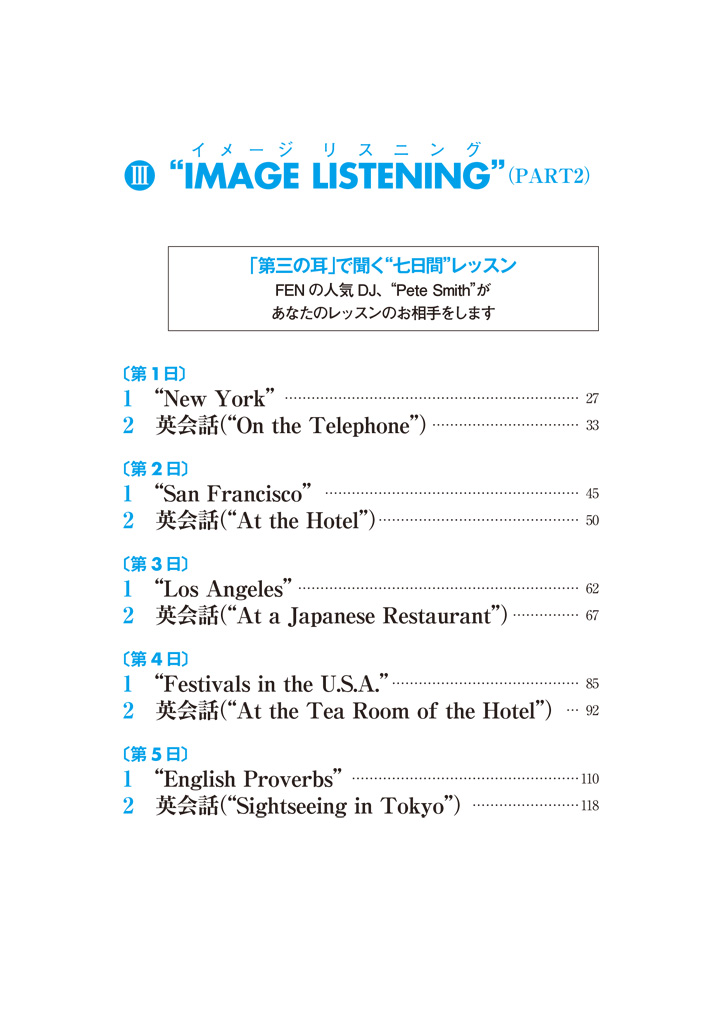 イメージ リスニング
Ⅲ “IMAGE LISTENING”(PART2)
「第三の耳」で聞く“七日間”レッスン
FENの人気DJ、“Pete Smith”が
あなたのレッスンのお相手をします
〔第1日〕
1 “New York” …… 27
2 英会話(“On the Telephone”) …… 33
〔第2日〕
1 “San Francisco” …… 45
2 英会話(“At the Hotel”) …… 50
〔第3日〕
1 “Los Angeles” …… 62
2 英会話(“At a Japanese Restaurant”) …… 67
〔第4日〕
1 “Festivals in the U.S.A.” …… 85
2 英会話(“At the Tea Room of the Hotel”) … 92
〔第5日〕
1 “English Proverbs” …… 110
2 英会話(“Sightseeing in Tokyo”) …… 118